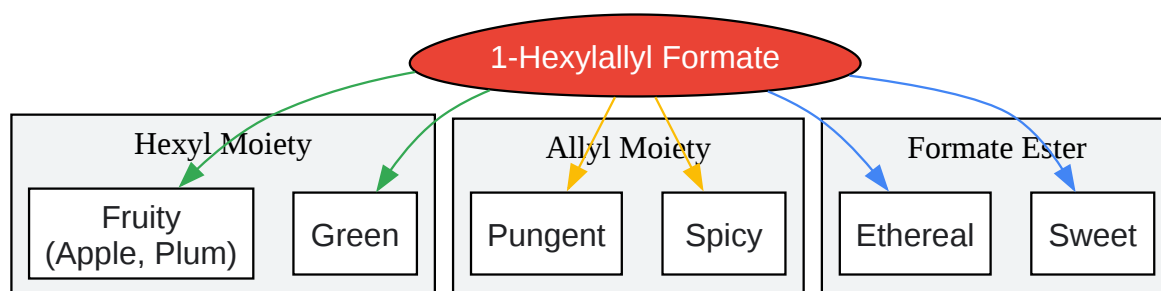 1-Hexylallyl Formate
Hexyl Moiety
Allyl Moiety
Formate Ester
Fruity
(Apple, Plum)
Green
Pungent
Spicy
Ethereal
Sweet